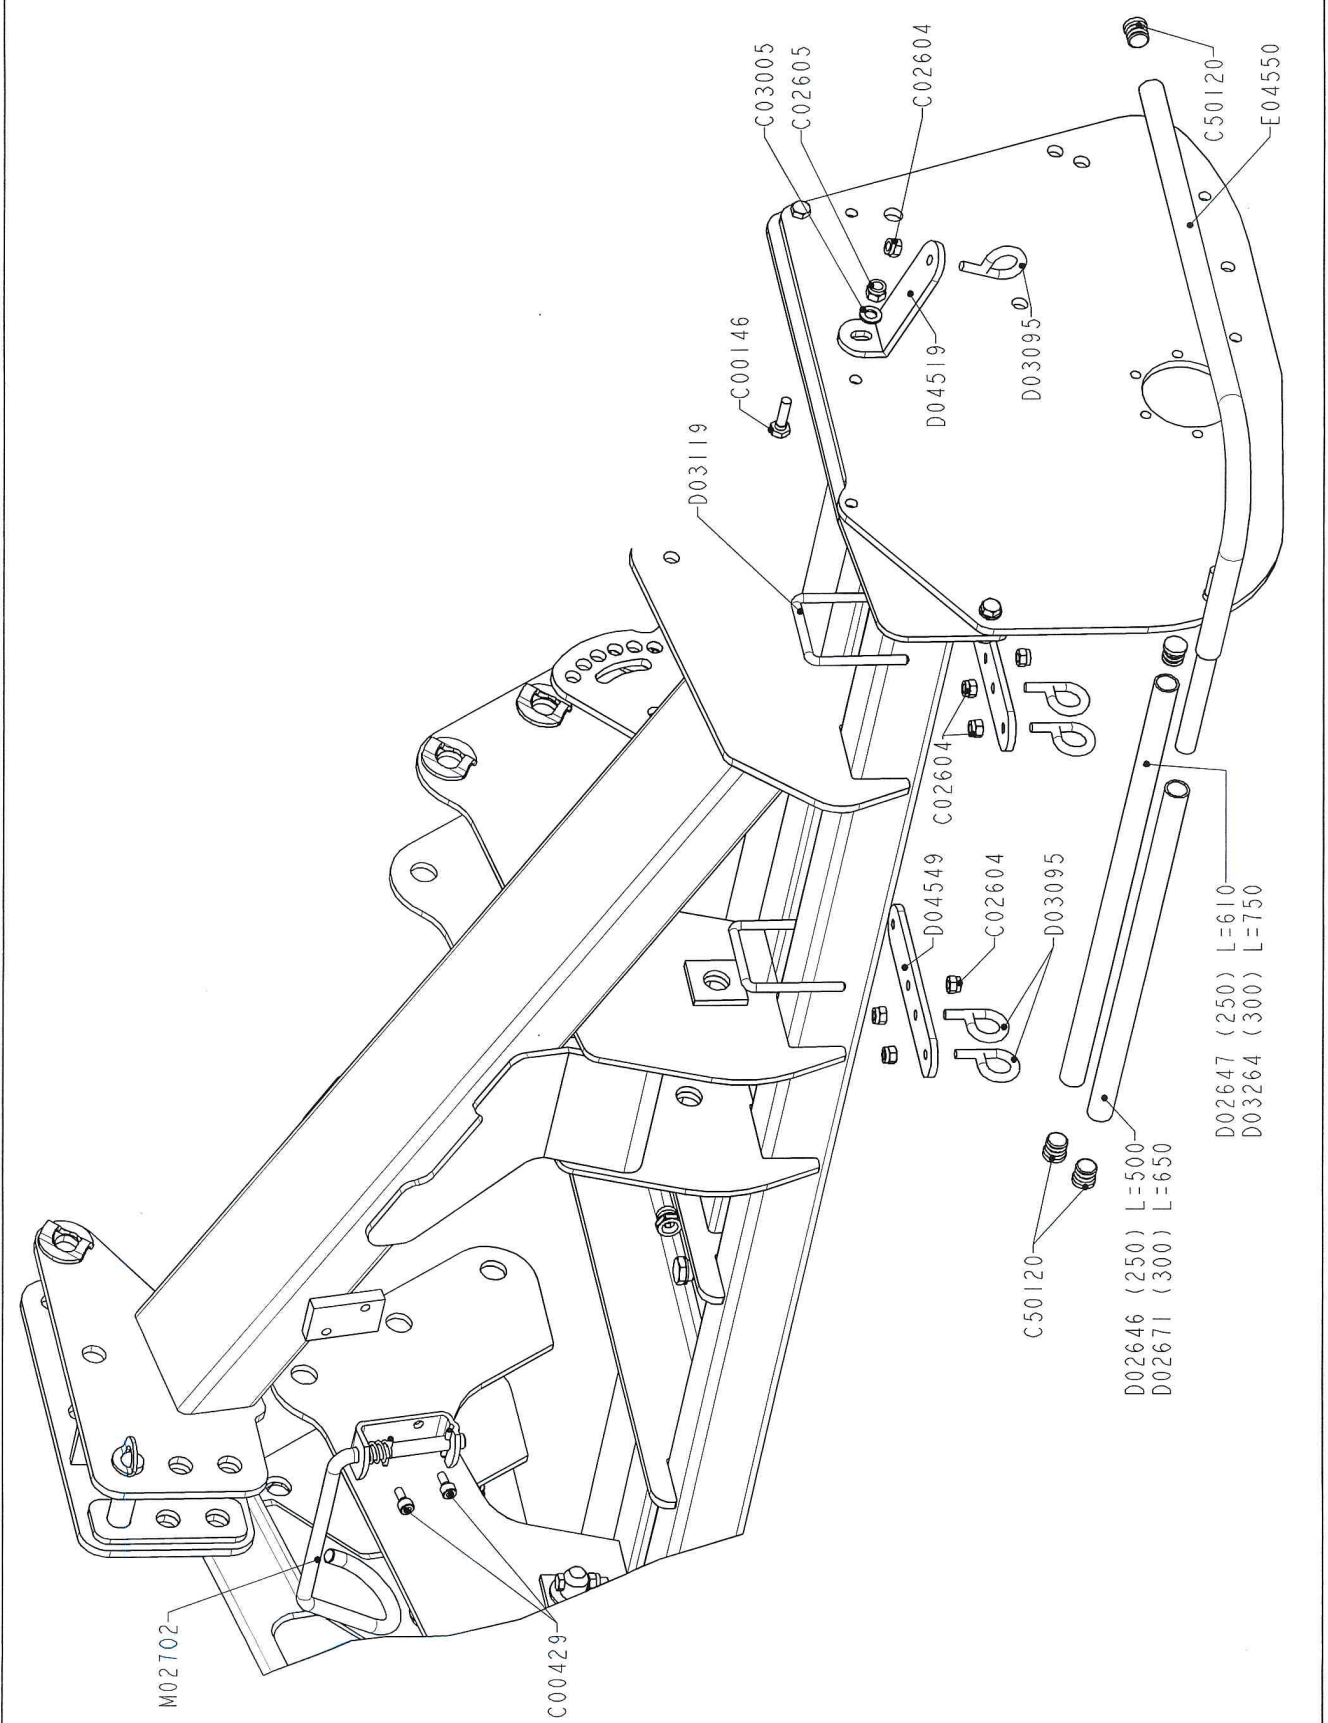 M02702
C00429
C50120
D02646 (250) L=500
D02671 (300) L=650
D02647 (250) L=610
D03264 (300) L=750
D04549
C02604
D03095
C02604
D03119
C00146
D04519
D03095
C03005
C02605
C02604
C50120
E04550